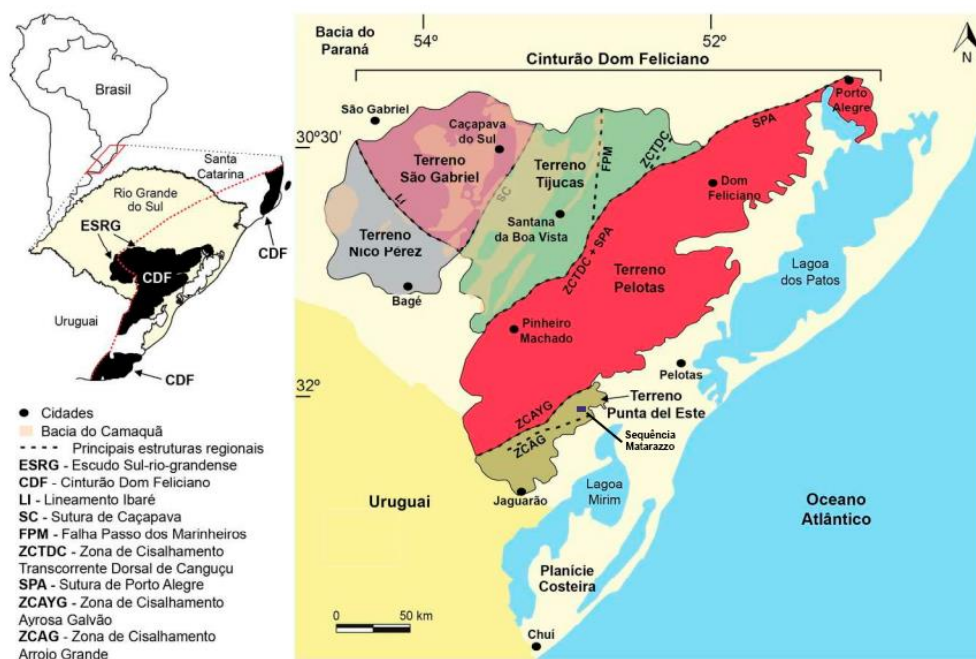 Brasil
Santa
Catarina
Rio Grande
do Sul
ESRG
CDF
CDF
Uruguai
CDF
Cidades
Bacia do Camaquã
Principais estruturas regionais
ESRG - Escudo Sul-rio-grandense
CDF - Cinturão Dom Feliciano
LI - Lineamento Ibaré
SC - Sutura de Caçapava
FPM - Falha Passo dos Marinheiros
ZCTDC - Zona de Cisalhamento
Transcorrente Dorsal de Canguçu
SPA - Sutura de Porto Alegre
ZCAYG - Zona de Cisalhamento
Ayrosa Galvão
ZCAG - Zona de Cisalhamento
Arroio Grande
Bacia do
Paraná
54º
52º
N
Cinturão Dom Feliciano
30º30'
32º
São Gabriel
Caçapava
do Sul
Terreno
São Gabriel
LI
SC
Terreno
Tijucas
FPM
ZCTDC
SPA
Porto
Alegre
Dom
Feliciano
Santana
da Boa Vista
Terreno
Nico Pérez
Bagé
ZCTDC + SPA
Terreno
Pelotas
Lagoa
dos Patos
Pinheiro
Machado
Pelotas
Terreno
Punta del Este
ZCAYG
ZCAG
Sequência
Matarazzo
Jaguarão
Lagoa
Mirim
Uruguai
Oceano
Atlântico
Planície
Costeira
0 50 km
Chuí